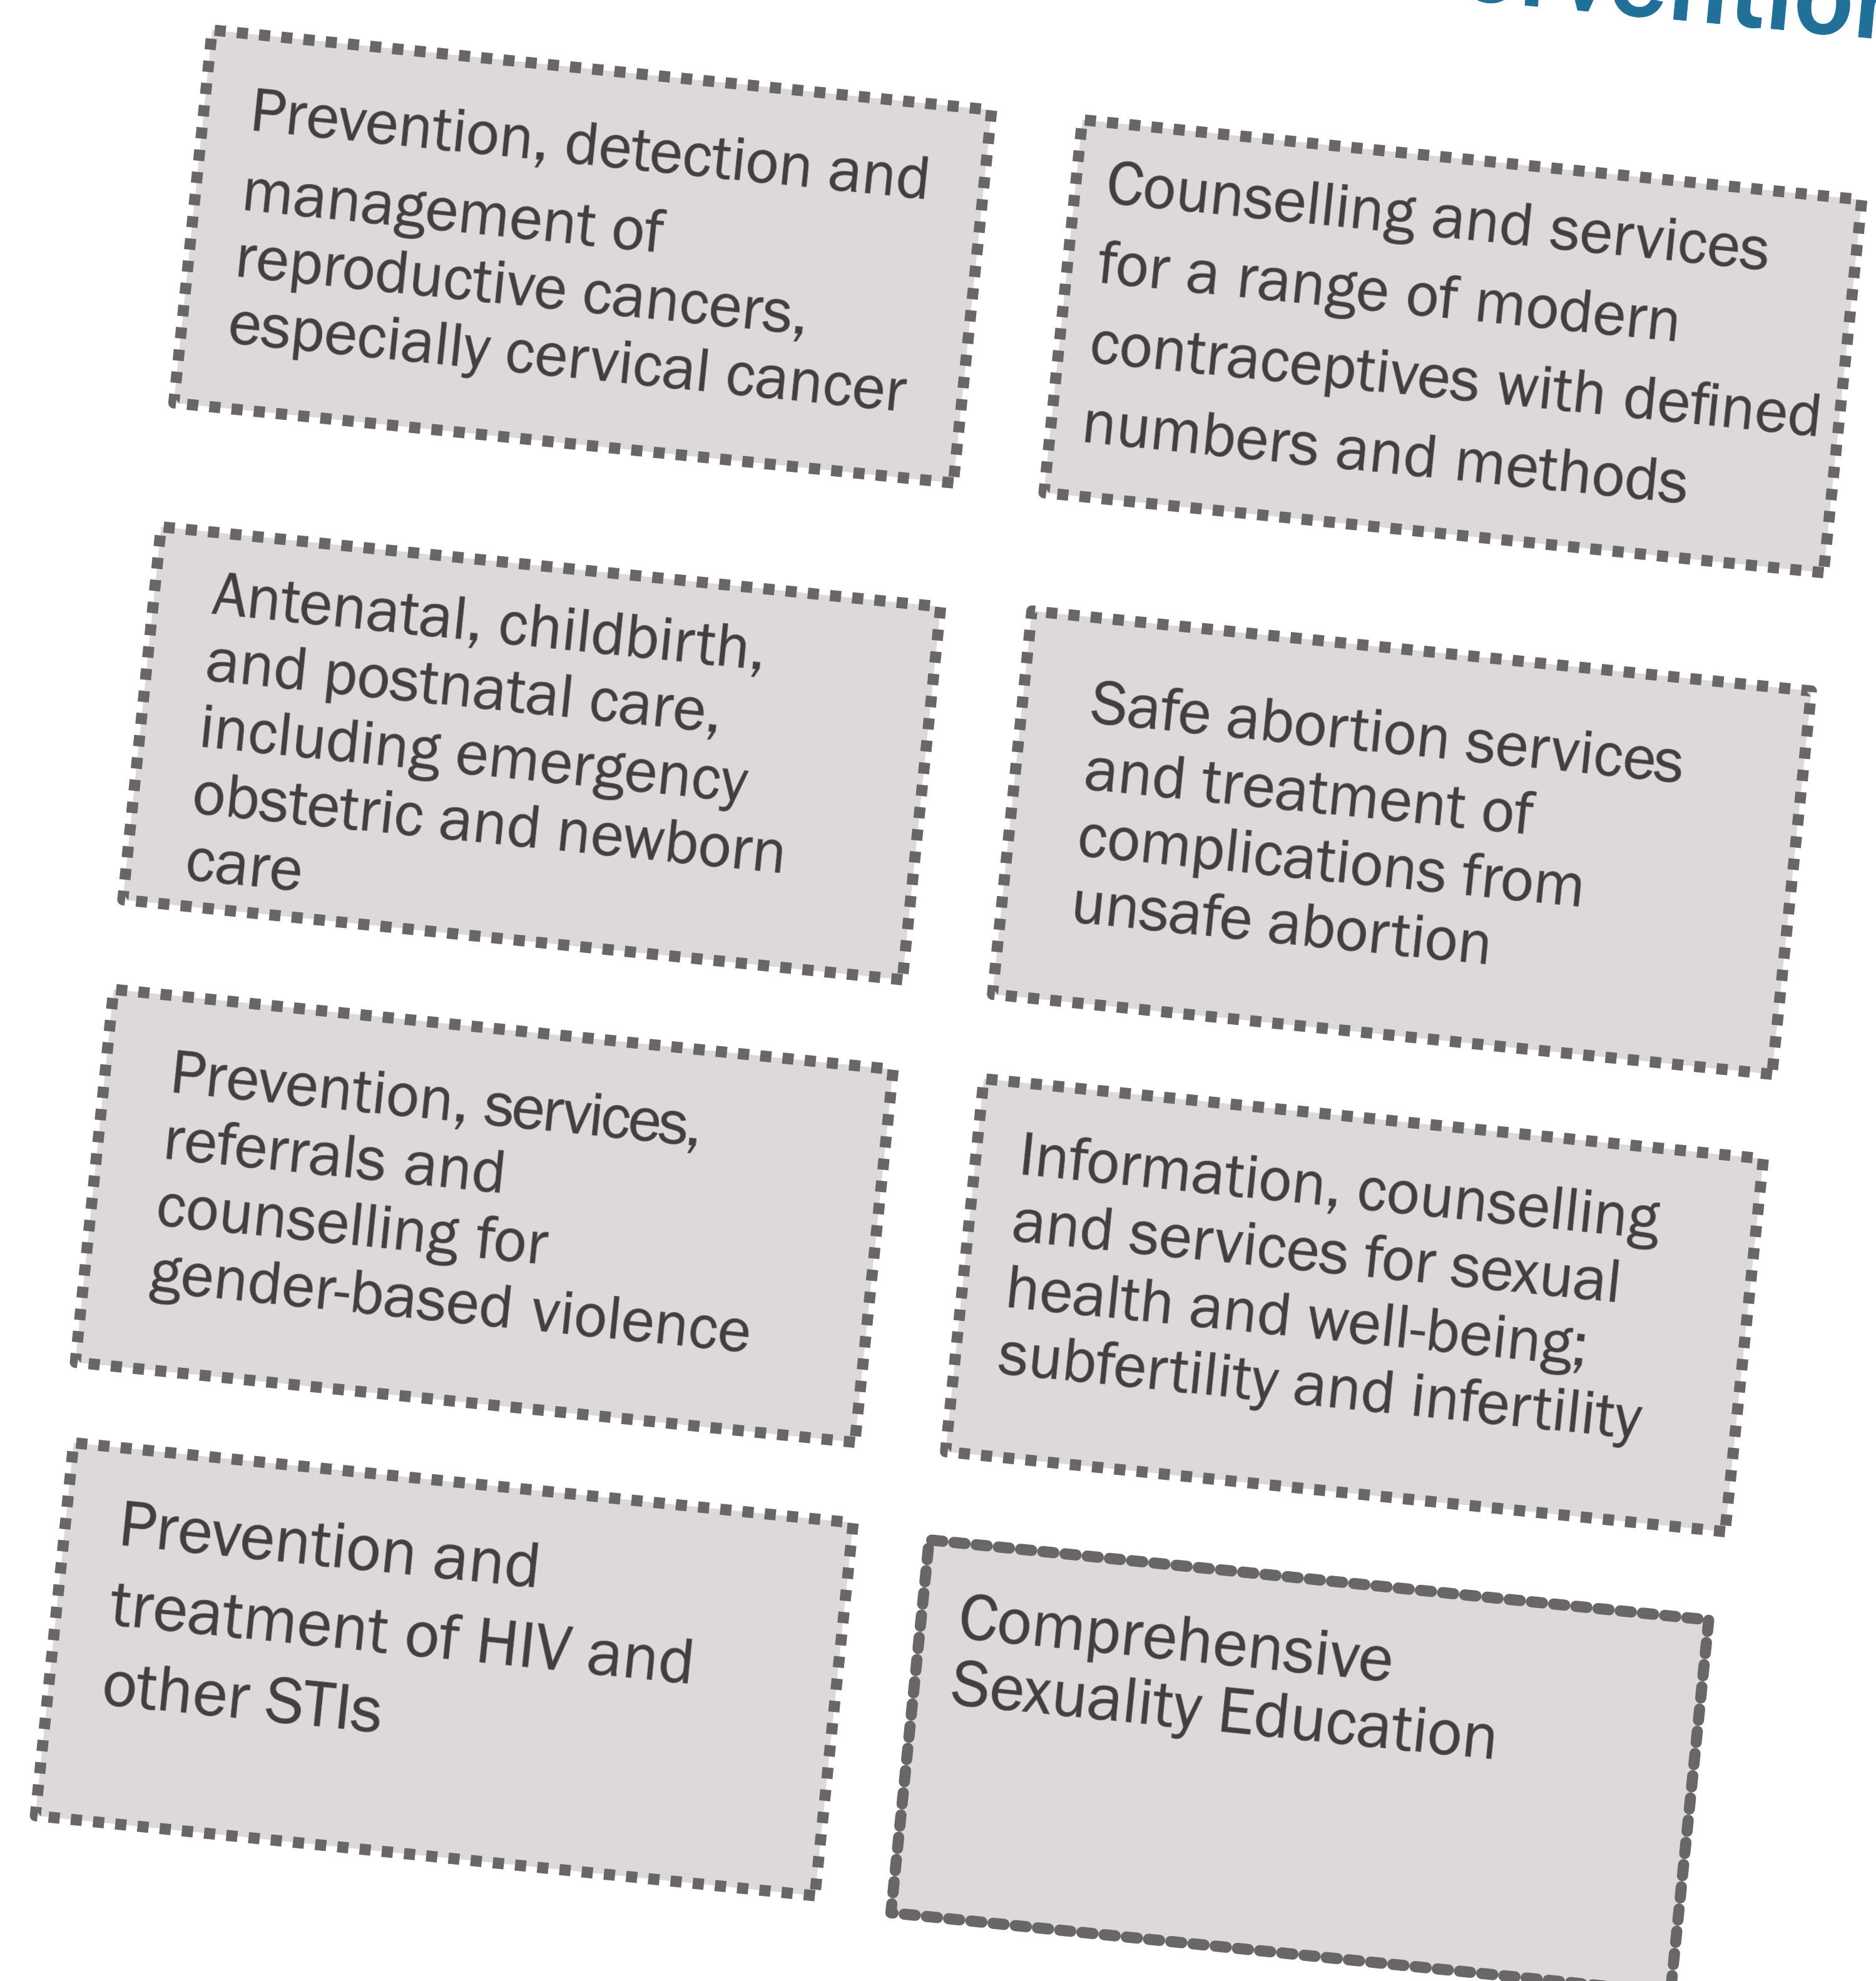 Prevention, detection and
management of
reproductive cancers,
especially cervical cancer
Counselling and services
for a range of modern
contraceptives with defined
numbers and methods
Antenatal, childbirth,
and postnatal care,
including emergency
obstetric and newborn
care
Safe abortion services
and treatment of
complications from
unsafe abortion
Prevention, services,
referrals and
counselling for
gender-based violence
Information, counselling
and services for sexual
health and well-being;
subfertility and infertility
Prevention and
treatment of HIV and
other STIs
Comprehensive
Sexuality Education